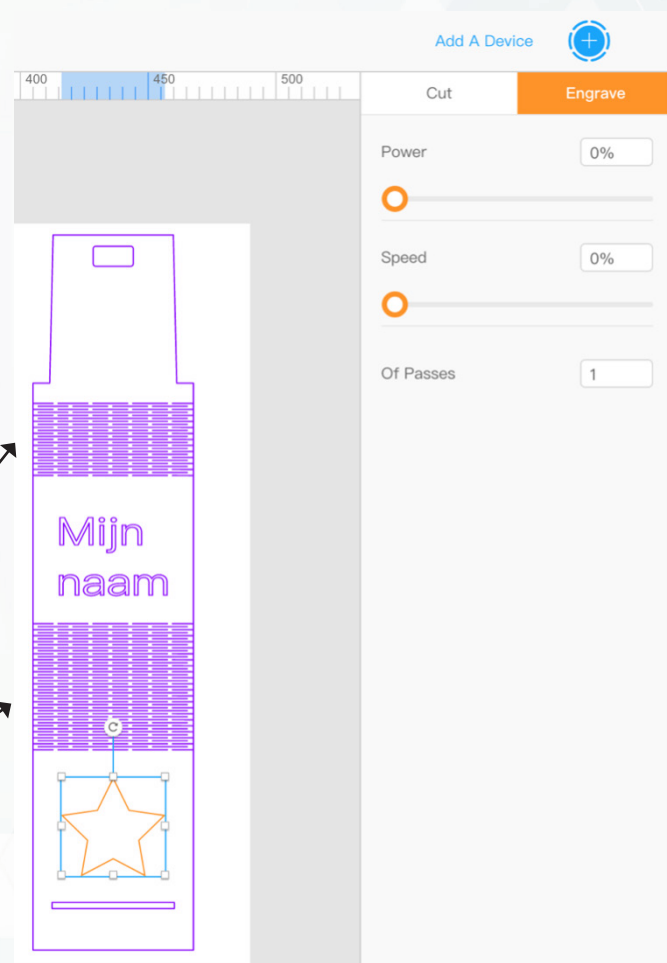 Add A Device
400 450 500
Cut Engrave
Power 0%
Speed 0%
Of Passes 1
Mijn
naam